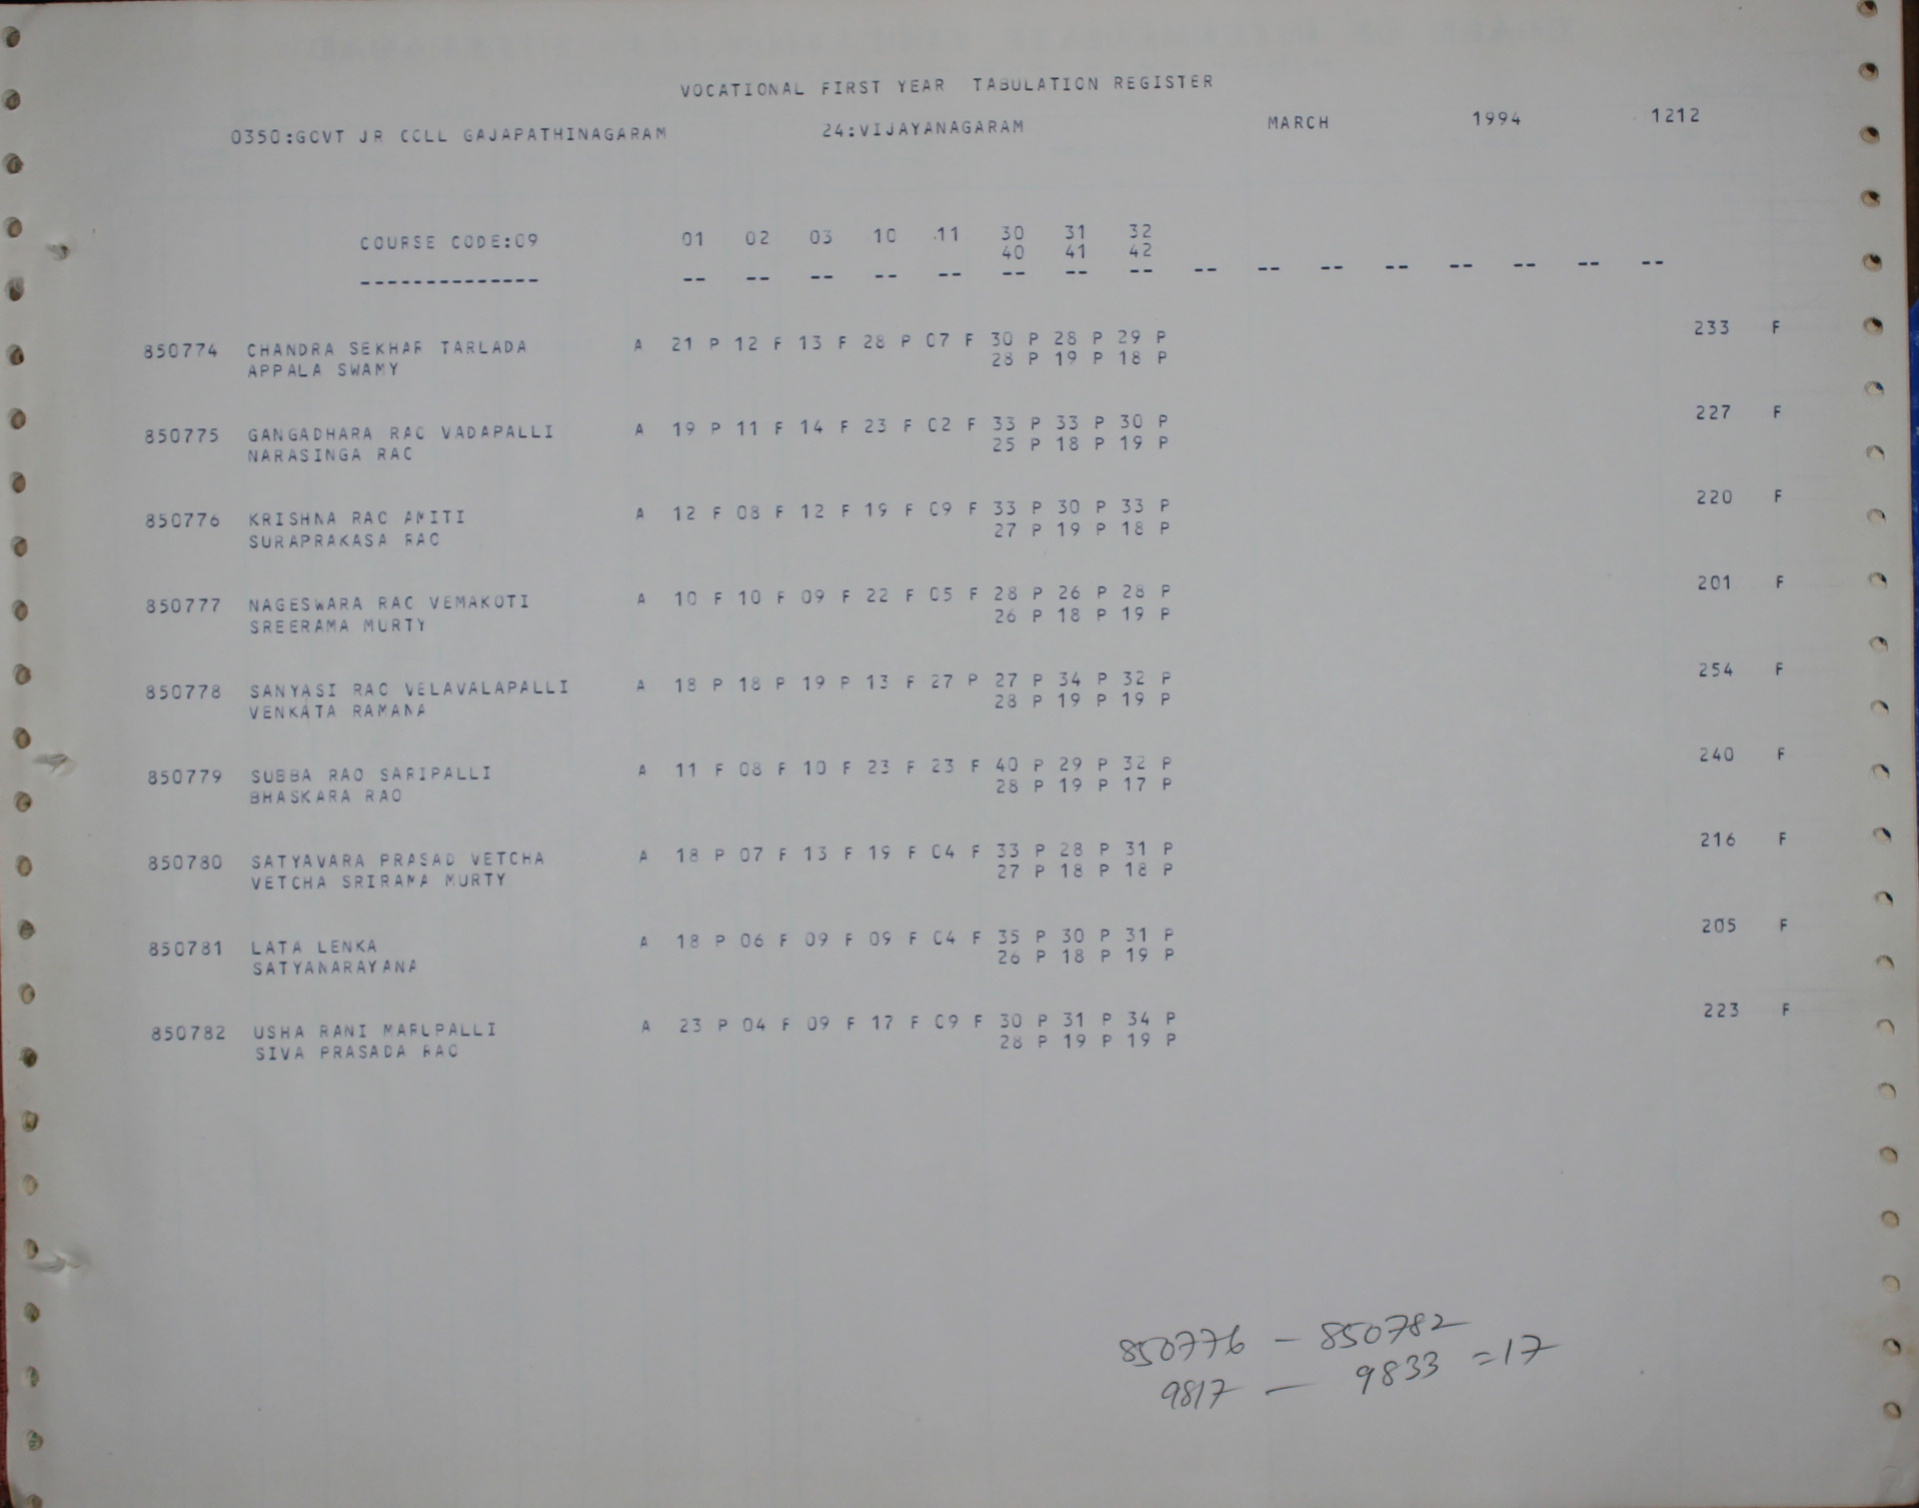 VOCATIONAL FIRST YEAR TABULATION REGISTER
0350:GOVT JR COLL GAJAPATHINAGARAM 24:VIJAYANAGARAM MARCH 1994 1212
COURSE CODE:09 01 02 03 10 11 30 31 32
40 41 42
-------------- -- -- -- -- -- -- -- -- -- -- -- -- -- -- -- --
850774 CHANDRA SEKHAR TARLADA A 21 P 12 F 13 F 28 P 07 F 30 P 28 P 29 P 233 F
APPALA SWAMY 28 P 19 P 18 P
850775 GANGADHARA RAO VADAPALLI A 19 P 11 F 14 F 23 F 02 F 33 P 33 P 30 P 227 F
NARASINGA RAO 25 P 18 P 19 P
850776 KRISHNA RAO AMITI A 12 F 08 F 12 F 19 F 09 F 33 P 30 P 33 P 220 F
SURAPRAKASA RAO 27 P 19 P 18 P
850777 NAGESWARA RAO VEMAKOTI A 10 F 10 F 09 F 22 F 05 F 28 P 26 P 28 P 201 F
SREERAMA MURTY 26 P 18 P 19 P
850778 SANYASI RAO VELAVALAPALLI A 18 P 18 P 19 P 13 F 27 P 27 P 34 P 32 P 254 F
VENKATA RAMANA 28 P 19 P 19 P
850779 SUBBA RAO SARIPALLI A 11 F 08 F 10 F 23 F 23 F 40 P 29 P 32 P 240 F
BHASKARA RAO 28 P 19 P 17 P
850780 SATYAVARA PRASAD VETCHA A 18 P 07 F 13 F 19 F 04 F 33 P 28 P 31 P 216 F
VETCHA SRIRAMA MURTY 27 P 18 P 18 P
850781 LATA LENKA A 18 P 06 F 09 F 09 F 04 F 35 P 30 P 31 P 205 F
SATYANARAYANA 26 P 18 P 19 P
850782 USHA RANI MARUPALLI A 23 P 04 F 09 F 17 F 09 F 30 P 31 P 34 P 223 F
SIVA PRASADA RAO 28 P 19 P 19 P
850776 – 850782
9817 – 9833 = 17